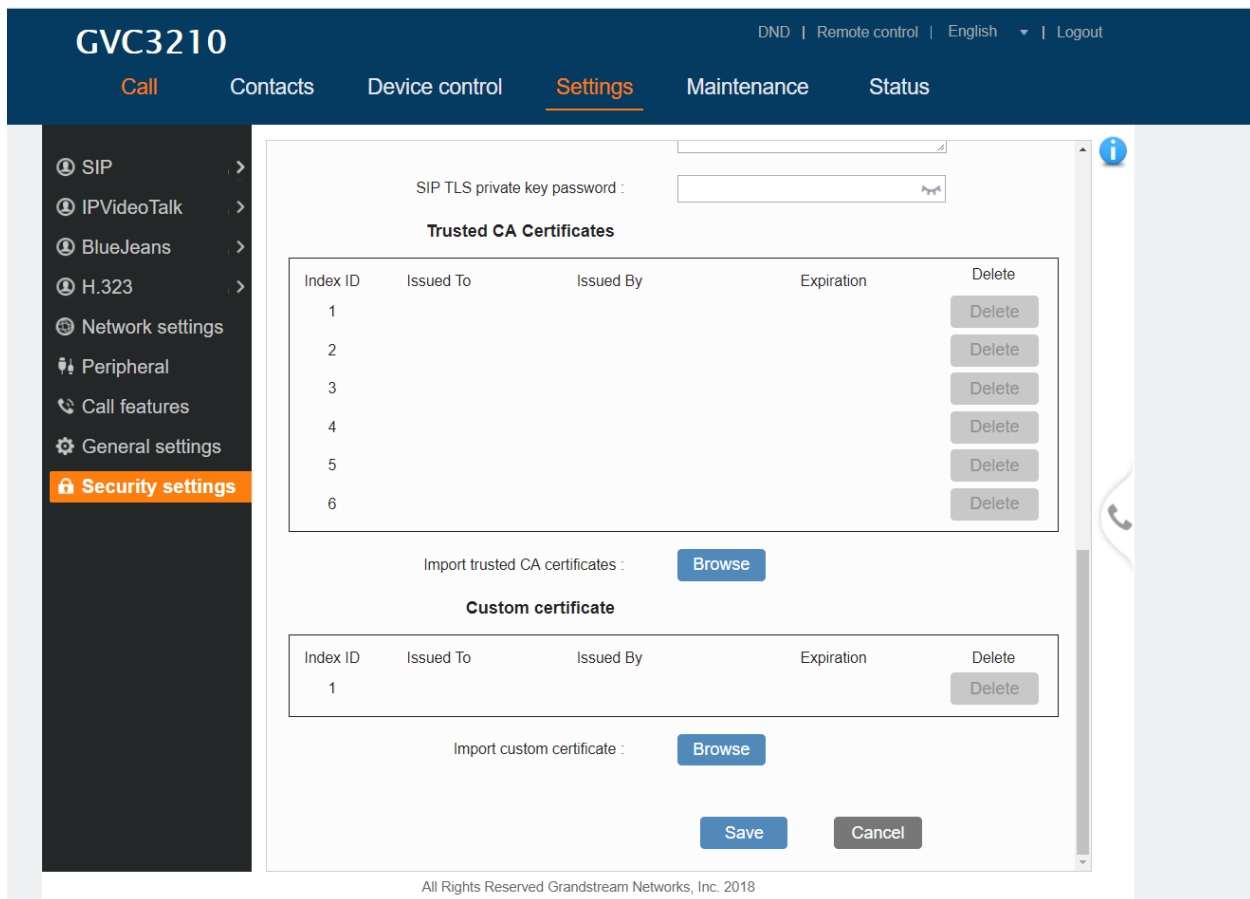 GVC3210
DND | Remote control | English | Logout
Call Contacts Device control Settings Maintenance Status
SIP
IPVideoTalk
BlueJeans
H.323
Network settings
Peripheral
Call features
General settings
Security settings
SIP TLS private key password :
Trusted CA Certificates
Index ID Issued To Issued By Expiration Delete
1 Delete
2 Delete
3 Delete
4 Delete
5 Delete
6 Delete
Import trusted CA certificates : Browse
Custom certificate
Index ID Issued To Issued By Expiration Delete
1 Delete
Import custom certificate : Browse
Save Cancel
All Rights Reserved Grandstream Networks, Inc. 2018